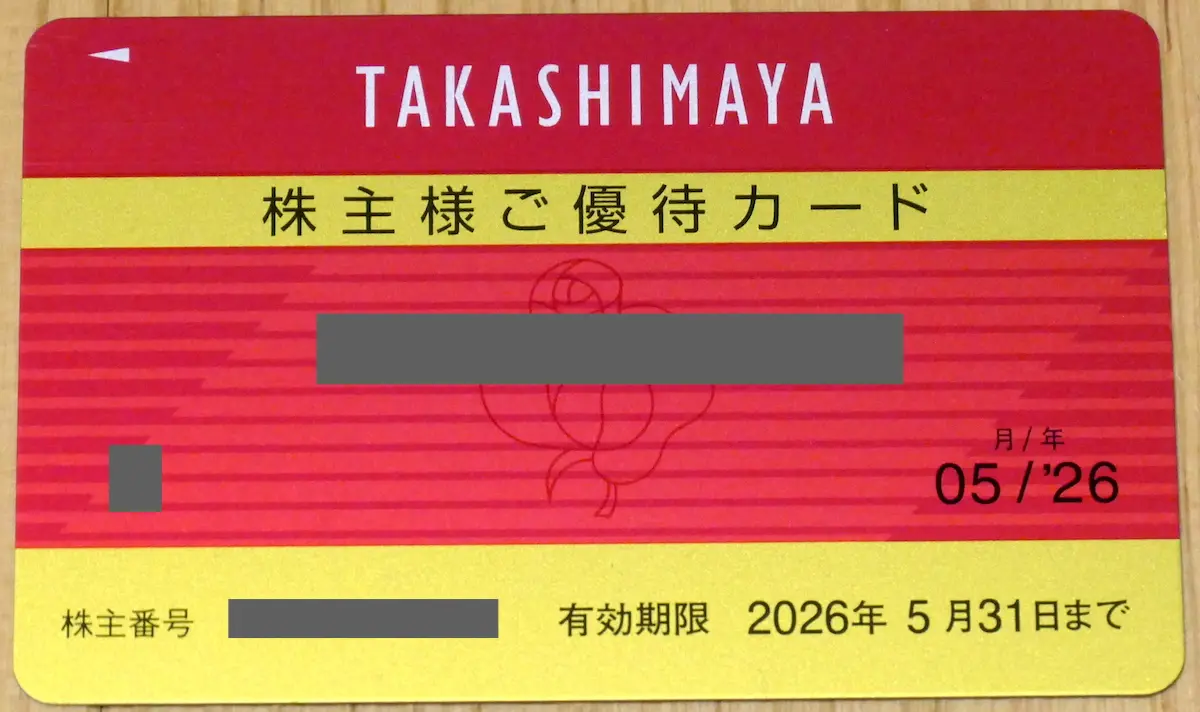 TAKASHIMAYA
株主様ご優待カード
月/年
05/’26
株主番号
有効期限 2026年 5月31日まで